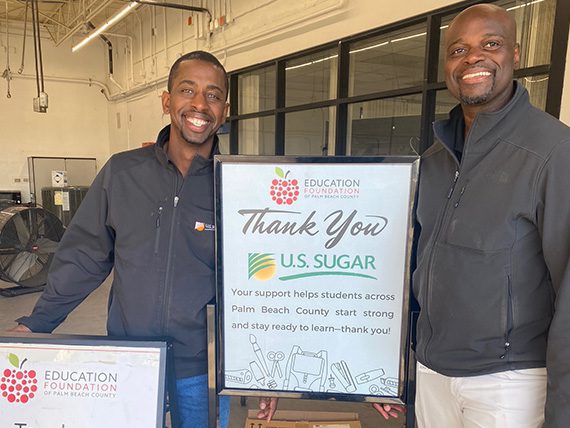 EDUCATION
FOUNDATION
OF PALM BEACH COUNTY
Thank You
U.S. SUGAR
Your support helps students across
Palm Beach County start strong
and stay ready to learn—thank you!
EDUCATION
FOUNDATION
OF PALM BEACH COUNTY